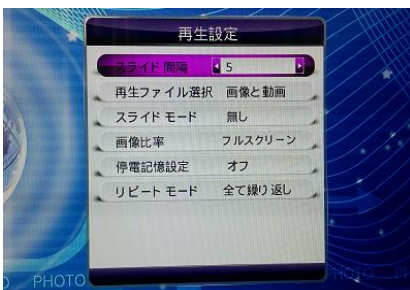 再生設定
スライド 間隔 5
再生ファイル選択 画像と動画
スライド モード 無し
画像比率 フルスクリーン
停電記憶設定 オフ
リピート モード 全て繰り返し
PHOTO